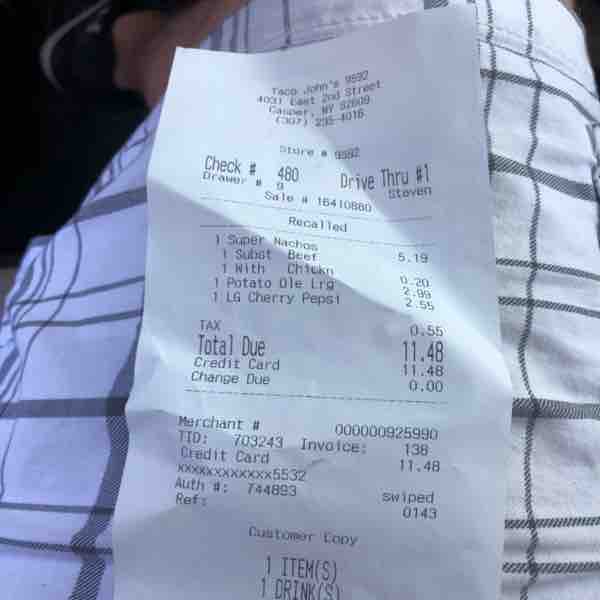 Taco John's 9592
4031 East 2nd Street
Casper, WY 82609
(307) 235-4016
Store # 9592
Check # 480 Drive Thru #1
Drawer # 9 Steven
Sale # 16410880
Recalled
1 Super Nachos 5.19
1 Subst Beef
1 With Chickn 0.20
1 Potato Ole Lrg 2.99
1 LG Cherry Pepsi 2.55
TAX 0.55
Total Due 11.48
Credit Card 11.48
Change Due 0.00
Merchant # 000000925990
TID: 703243 Invoice: 138
Credit Card 11.48
xxxxxxxxxxxx5532
Auth #: 744893 swiped
Ref: 0143
Customer Copy
1 ITEM(S)
1 DRINK(S)